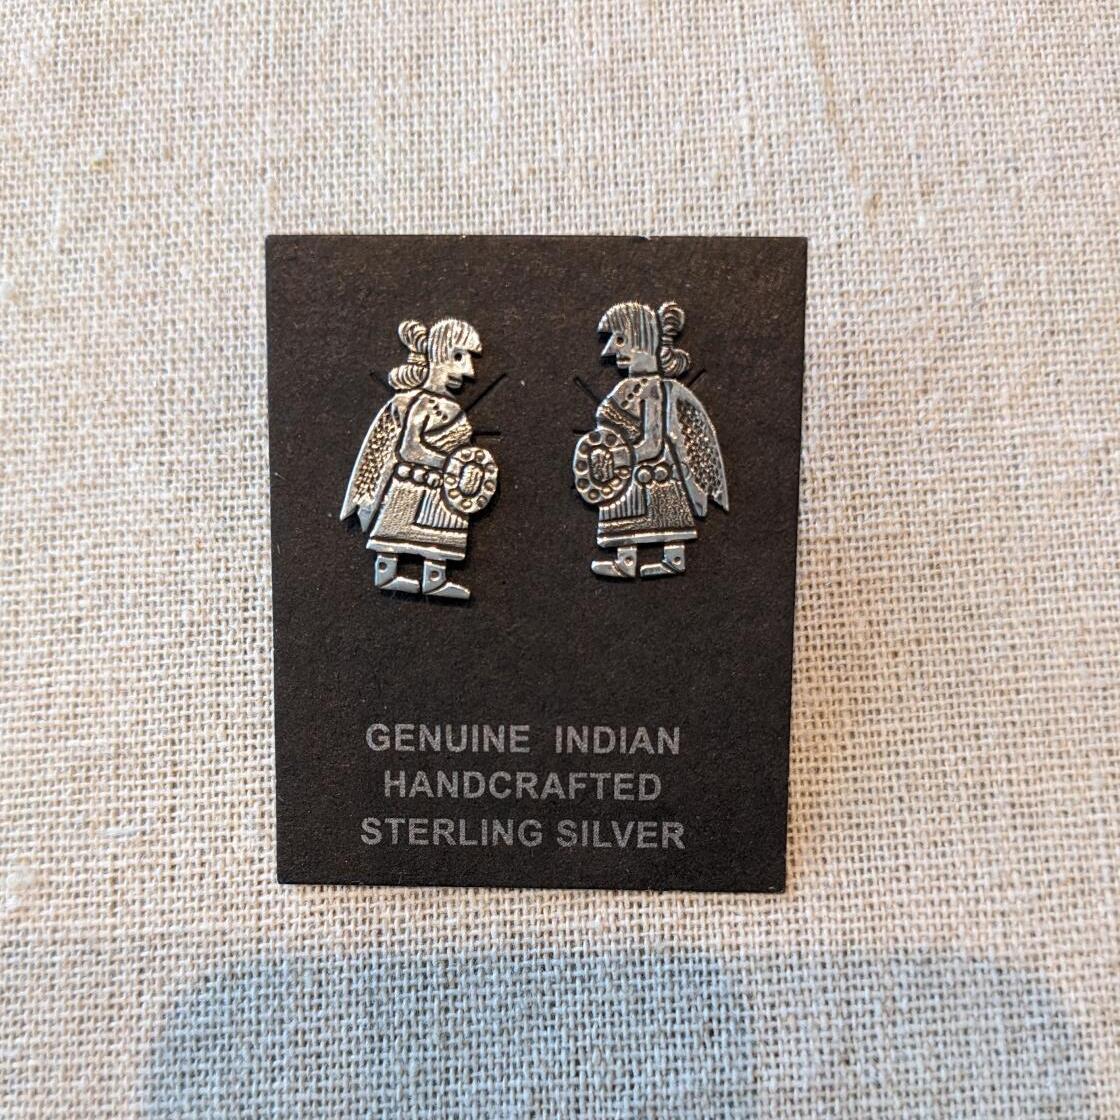 GENUINE INDIAN
HANDCRAFTED
STERLING SILVER